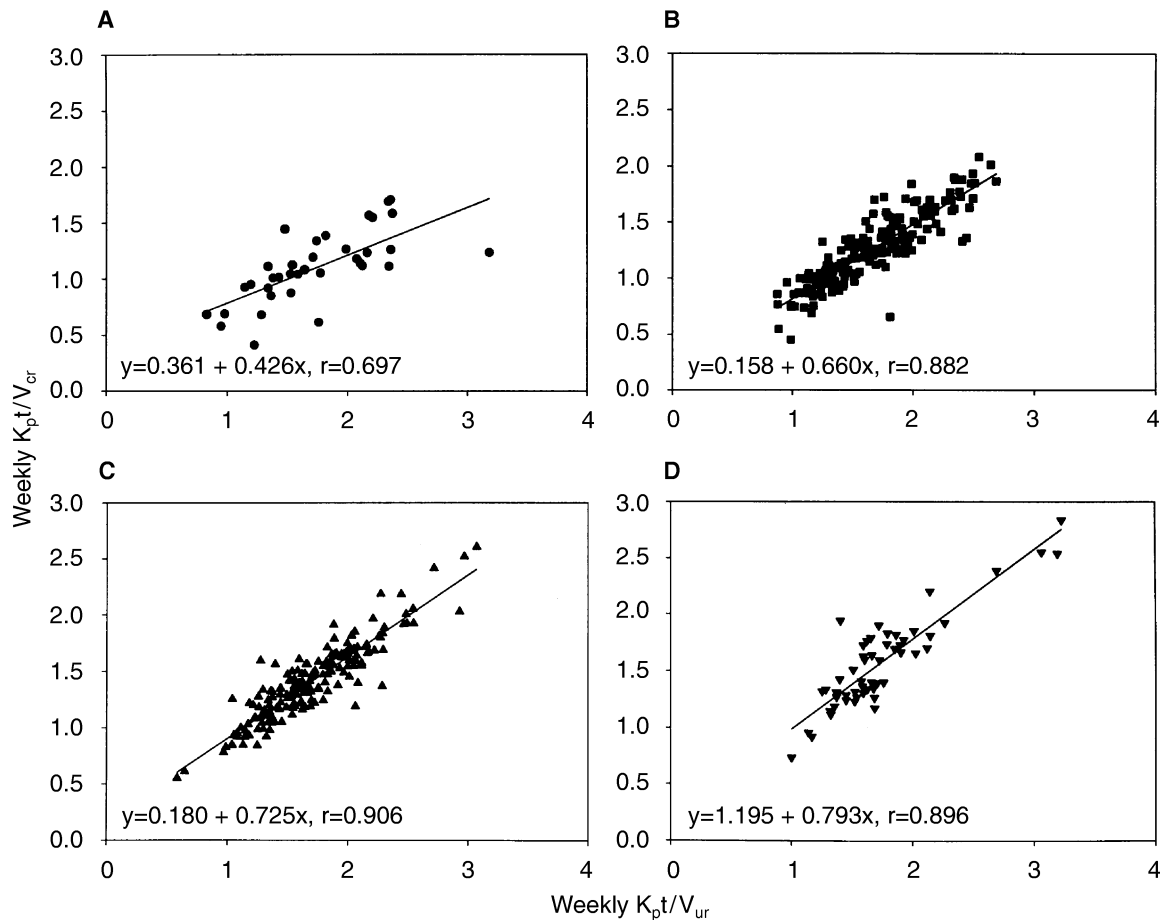 A
B
3.0
2.5
2.0
1.5
1.0
0.5
0.0
y=0.361 + 0.426x, r=0.697
0 1 2 3 4
3.0
2.5
2.0
1.5
1.0
0.5
0.0
y=0.158 + 0.660x, r=0.882
0 1 2 3 4
Weekly Kpt/Vcr
C
D
3.0
2.5
2.0
1.5
1.0
0.5
0.0
y=0.180 + 0.725x, r=0.906
0 1 2 3 4
3.0
2.5
2.0
1.5
1.0
0.5
0.0
y=1.195 + 0.793x, r=0.896
0 1 2 3 4
Weekly Kpt/Vur